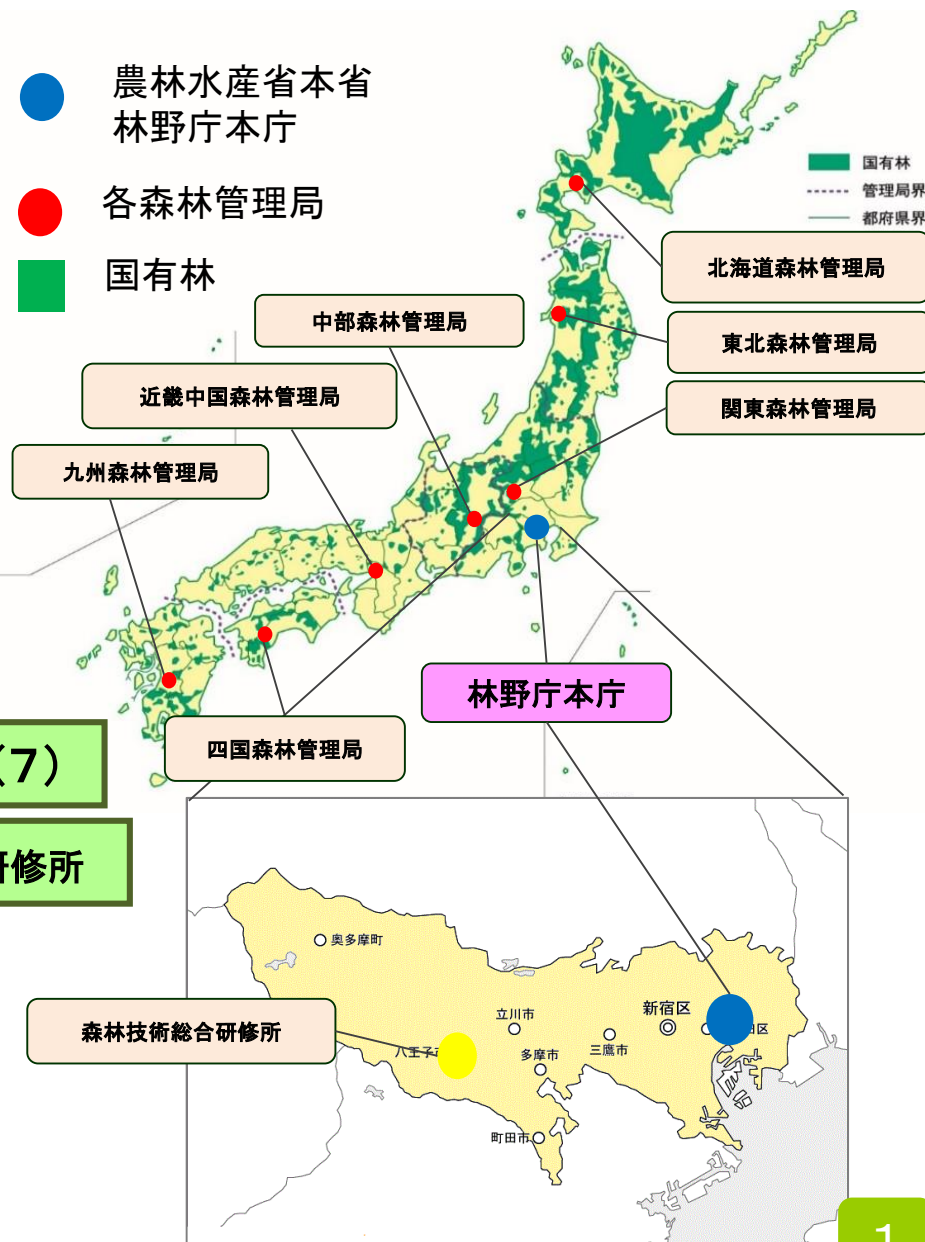 農林水産省本省
林野庁本庁
各森林管理局
国有林
国有林
管理局界
都府県界
北海道森林管理局
東北森林管理局
関東森林管理局
中部森林管理局
近畿中国森林管理局
九州森林管理局
四国森林管理局
林野庁本庁
（7）
研修所
奥多摩町
立川市
新宿区
田区
三鷹市
多摩市
八王子市
町田市
森林技術総合研修所
1